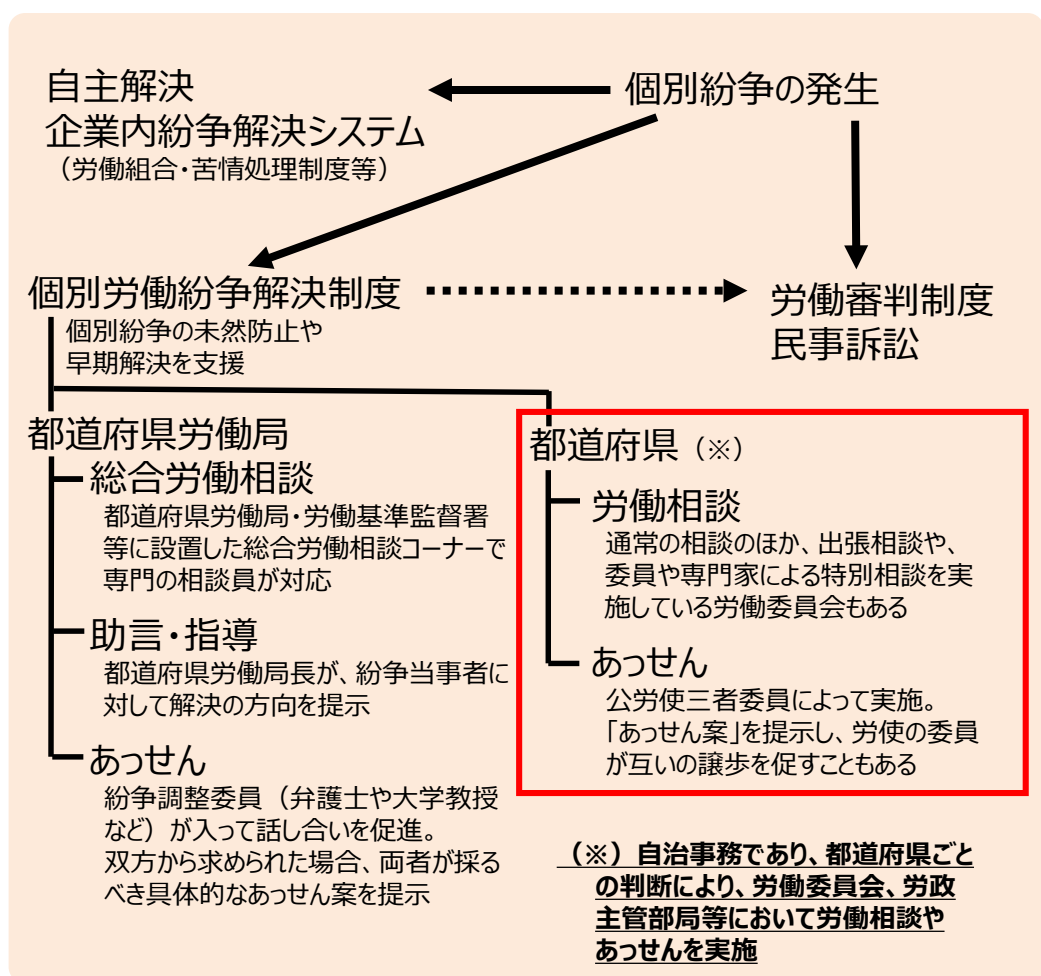 自主解決
企業内紛争解決システム
（労働組合・苦情処理制度等）
個別紛争の発生
個別労働紛争解決制度
個別紛争の未然防止や
早期解決を支援
労働審判制度
民事訴訟
都道府県労働局
総合労働相談
都道府県労働局・労働基準監督署
等に設置した総合労働相談コーナーで
専門の相談員が対応
助言・指導
都道府県労働局長が、紛争当事者に
対して解決の方向を提示
あっせん
紛争調整委員（弁護士や大学教授
など）が入って話し合いを促進。
双方から求められた場合、両者が採る
べき具体的なあっせん案を提示
都道府県（※）
労働相談
通常の相談のほか、出張相談や、
委員や専門家による特別相談を実
施している労働委員会もある
あっせん
公労使三者委員によって実施。
「あっせん案」を提示し、労使の委員
が互いの譲歩を促すこともある
（※）自治事務であり、都道府県ごと
の判断により、労働委員会、労政
主管部局等において労働相談や
あっせんを実施